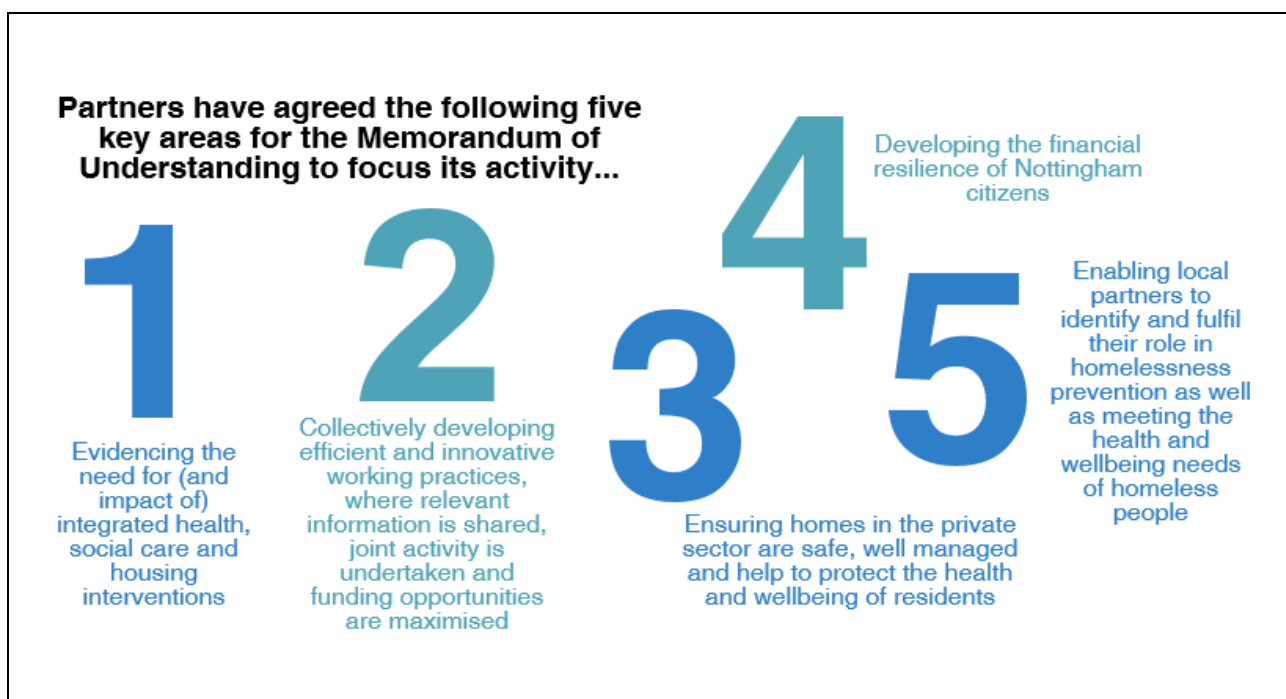 Partners have agreed the following five
key areas for the Memorandum of
Understanding to focus its activity...
1
Evidencing the
need for (and
impact of)
integrated health,
social care and
housing
interventions
2
Collectively developing
efficient and innovative
working practices,
where relevant
information is shared,
joint activity is
undertaken and
funding opportunities
are maximised
3
Ensuring homes in the private
sector are safe, well managed
and help to protect the health
and wellbeing of residents
4
Developing the financial
resilience of Nottingham
citizens
5
Enabling local
partners to
identify and fulfil
their role in
homelessness
prevention as well
as meeting the
health and
wellbeing needs
of homeless
people